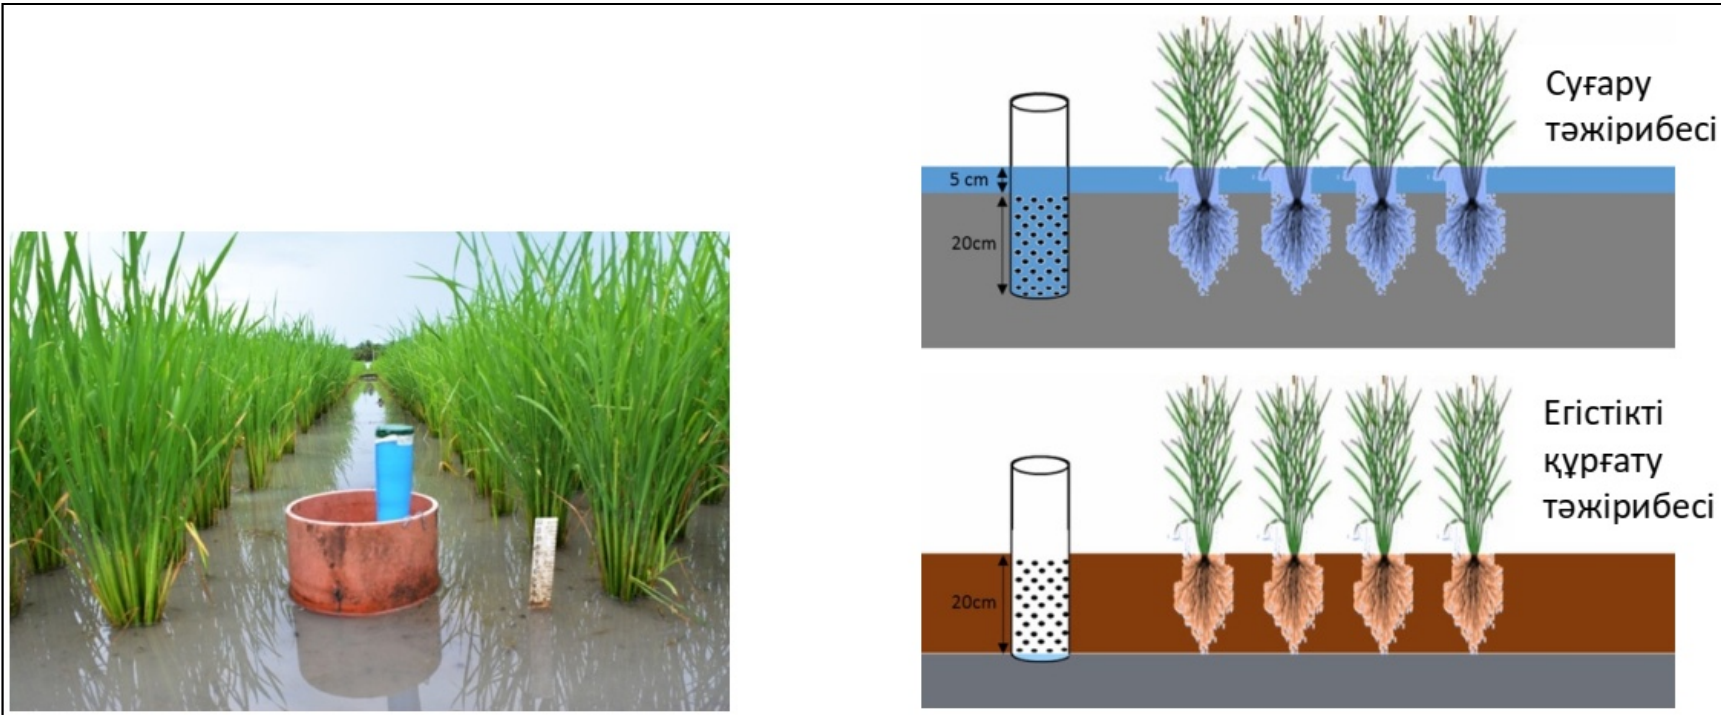 Суғару
тәжірибесі
5 cm
20cm
Егістікті
құрғату
тәжірибесі
20cm